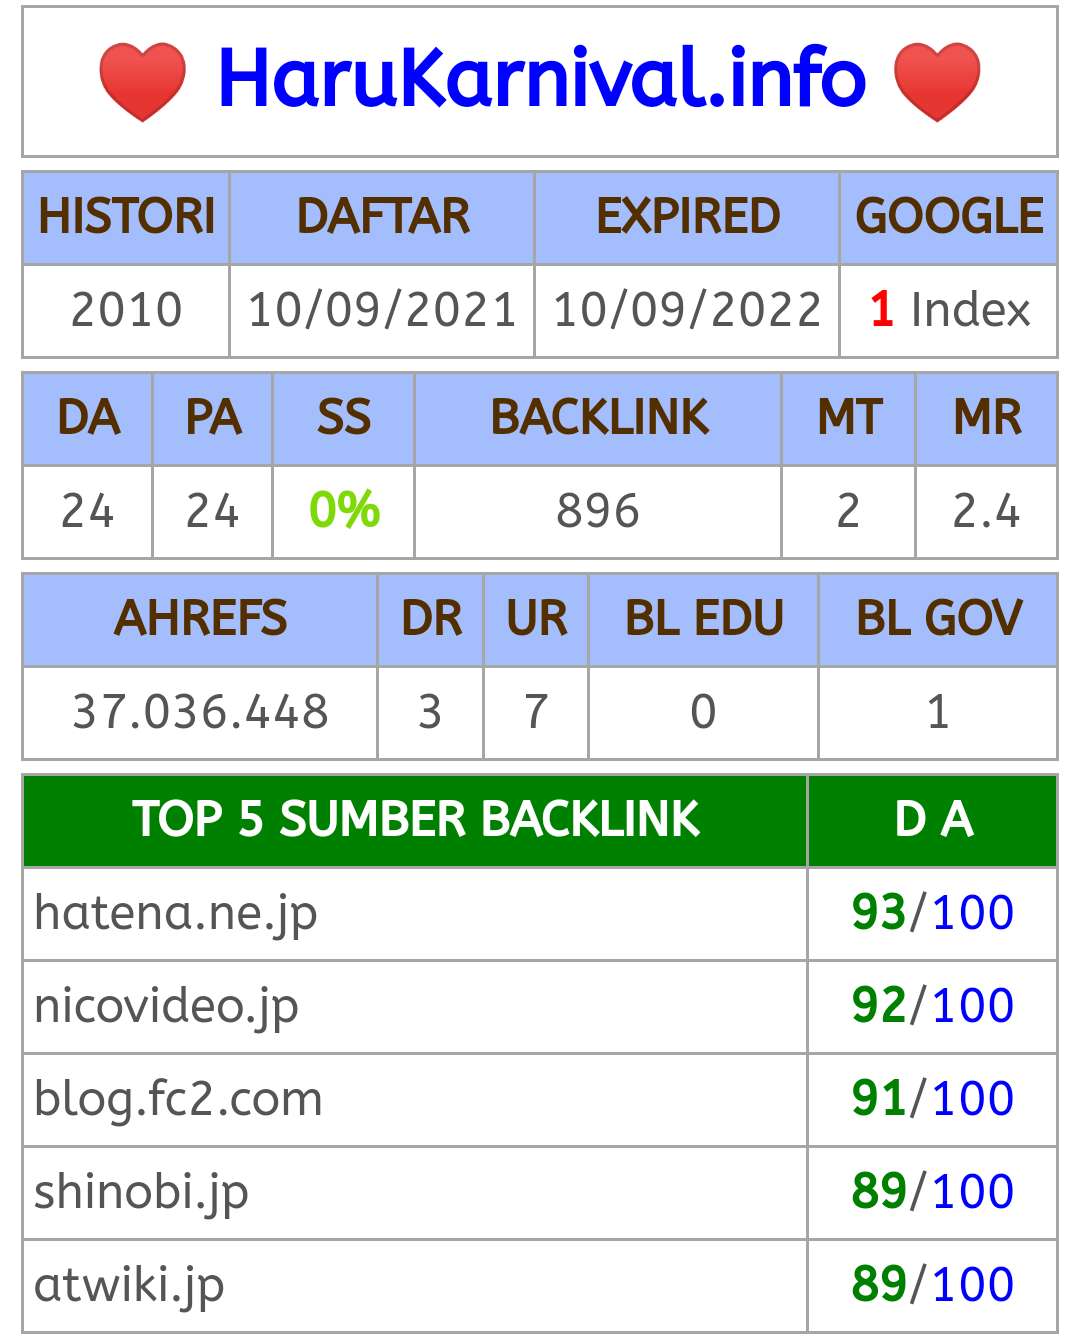 HaruKarnival.info
HISTORI DAFTAR EXPIRED GOOGLE
2010 10/09/2021 10/09/2022 1 Index
DA PA SS BACKLINK MT MR
24 24 0% 896 2 2.4
AHREFS DR UR BL EDU BL GOV
37.036.448 3 7 0 1
TOP 5 SUMBER BACKLINK D A
hatena.ne.jp 93/100
nicovideo.jp 92/100
blog.fc2.com 91/100
shinobi.jp 89/100
atwiki.jp 89/100